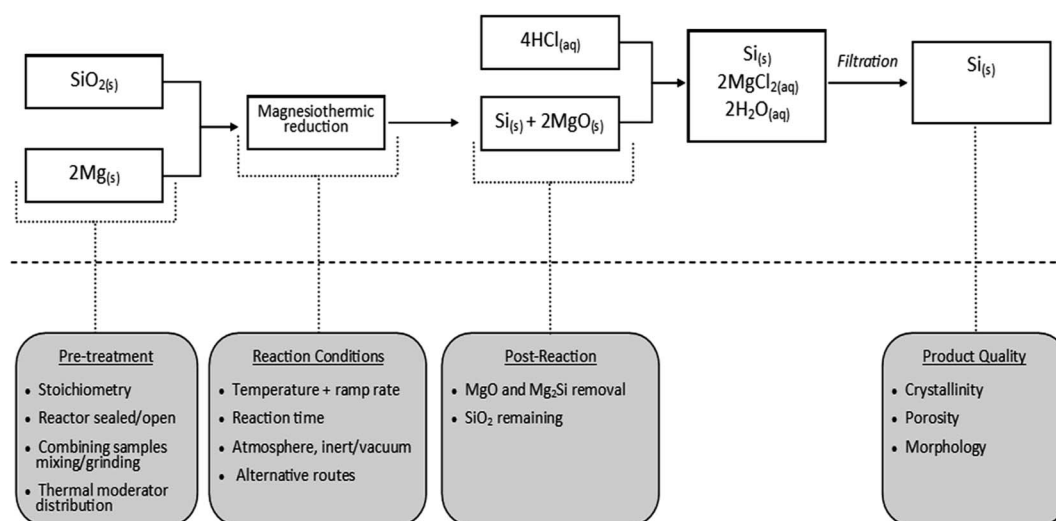 SiO₂₍ₛ₎
2Mg₍ₛ₎
Magnesiothermic
reduction
4HCl₍aq₎
Si₍ₛ₎ + 2MgO₍ₛ₎
Si₍ₛ₎
2MgCl₂₍aq₎
2H₂O₍aq₎
Filtration
Si₍ₛ₎
Pre-treatment
• Stoichiometry
• Reactor sealed/open
• Combining samples
mixing/grinding
• Thermal moderator
distribution
Reaction Conditions
• Temperature + ramp rate
• Reaction time
• Atmosphere, inert/vacuum
• Alternative routes
Post-Reaction
• MgO and Mg₂Si removal
• SiO₂ remaining
Product Quality
• Crystallinity
• Porosity
• Morphology